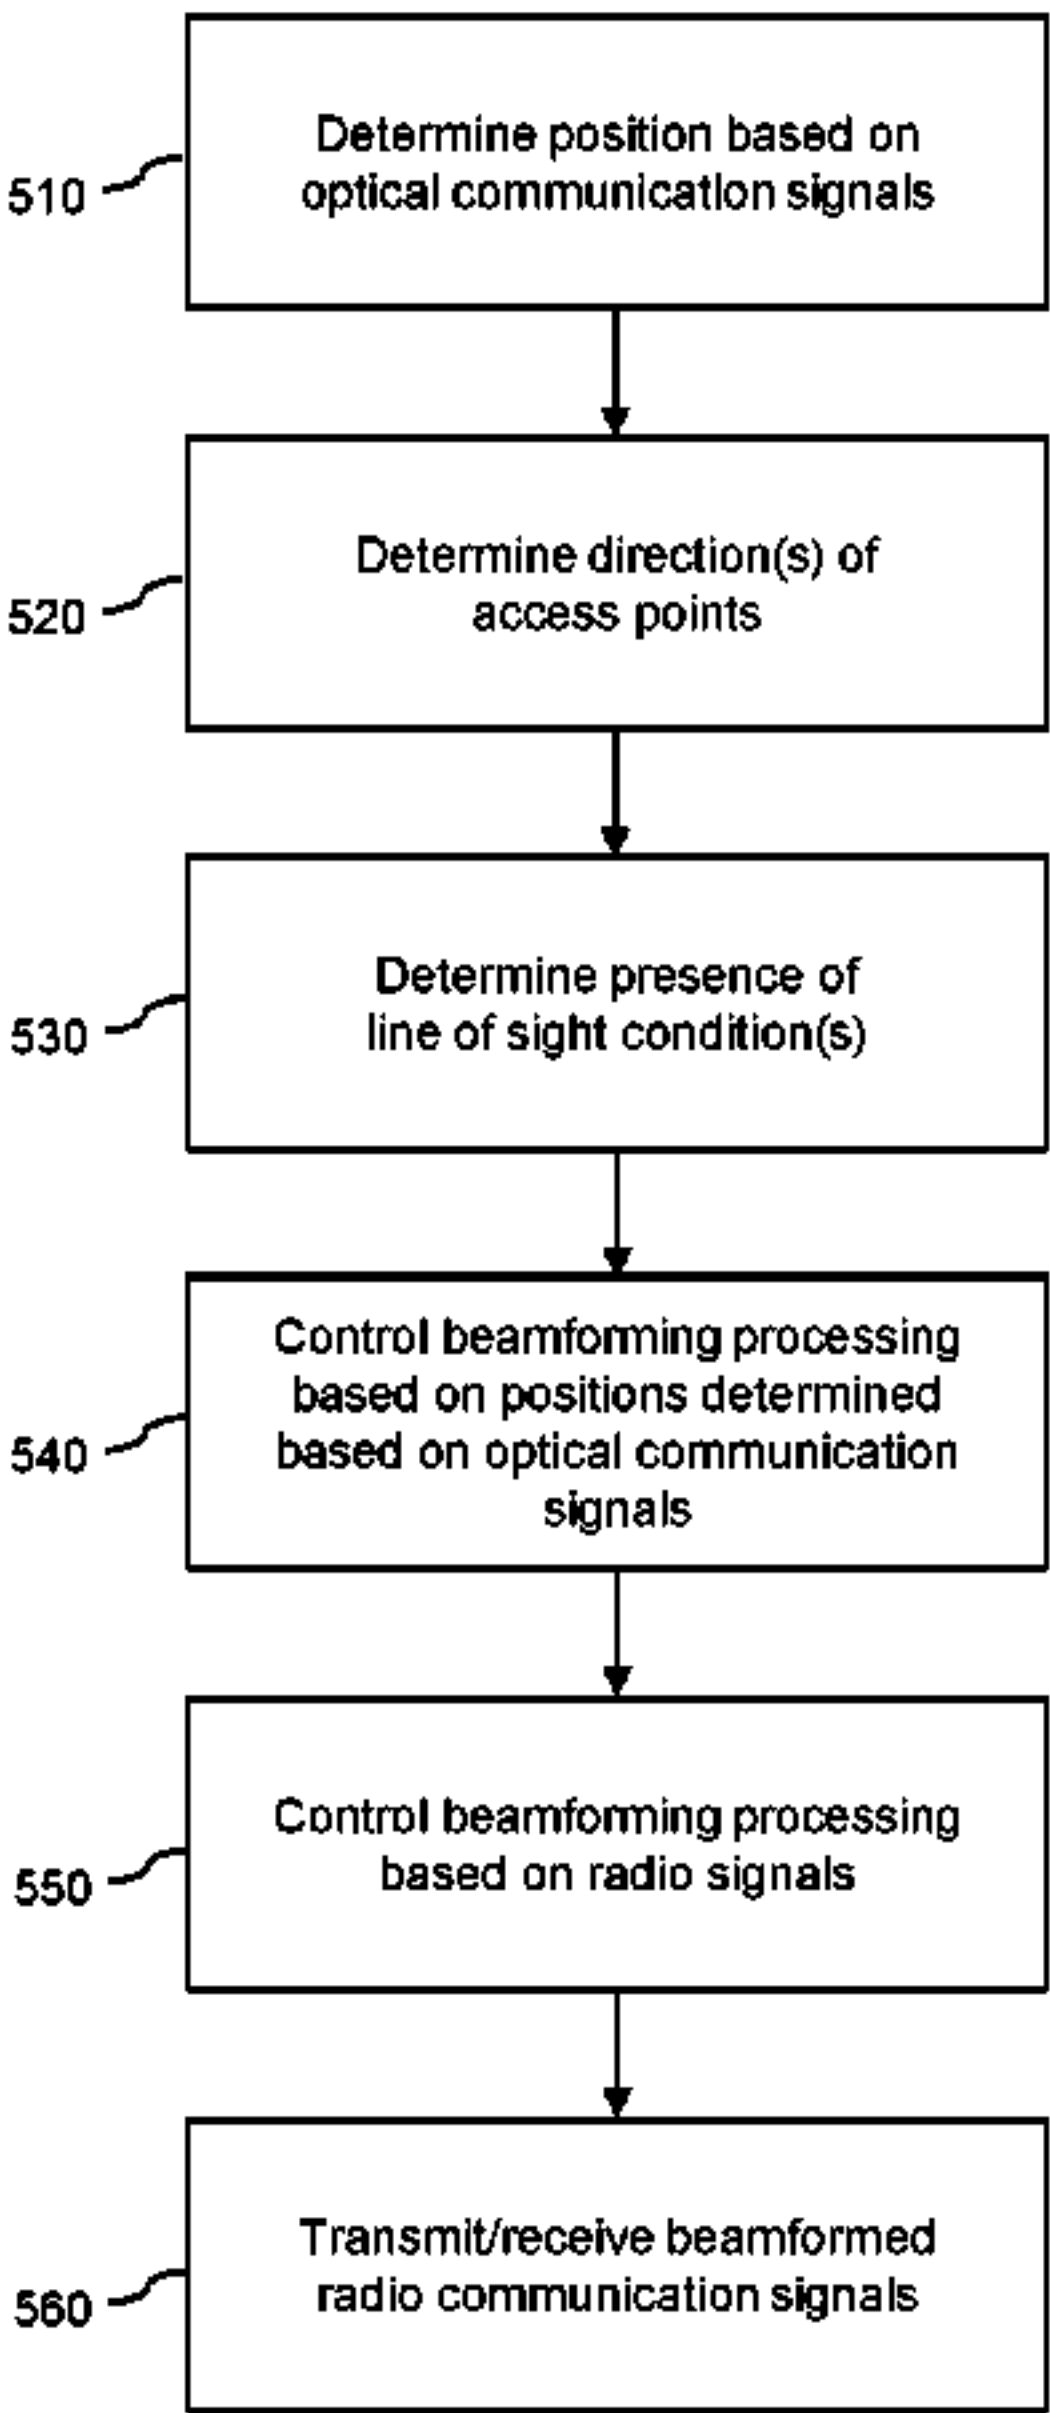 Determine position based on
optical communication signals
510
Determine direction(s) of
access points
520
Determine presence of
line of sight condition(s)
530
Control beamforming processing
based on positions determined
based on optical communication
signals
540
Control beamforming processing
based on radio signals
550
Transmit/receive beamformed
radio communication signals
560